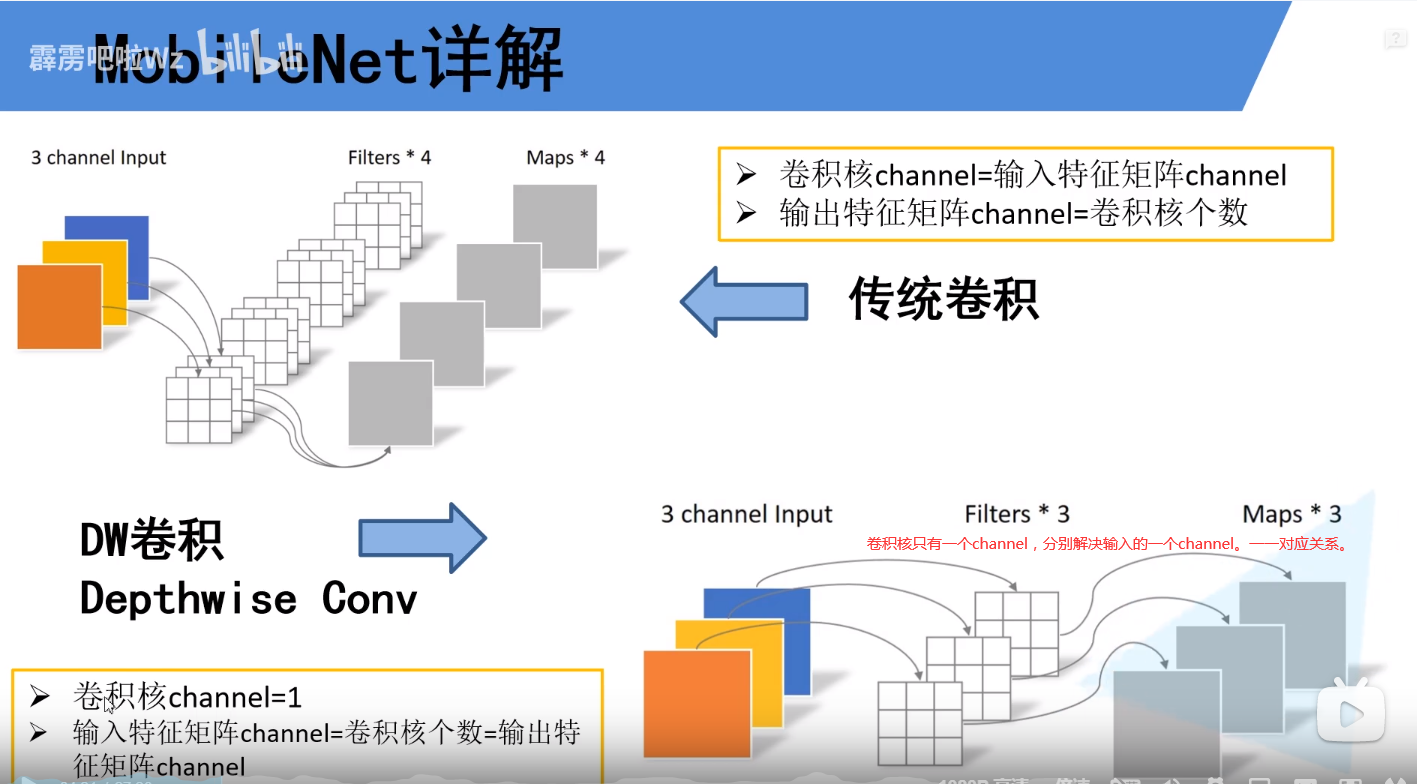 霹雳吧啦Wz bilibili
MobileNet详解
3 channel Input
Filters * 4
Maps * 4
➢ 卷积核channel=输入特征矩阵channel
➢ 输出特征矩阵channel=卷积核个数
传统卷积
DW卷积
Depthwise Conv
3 channel Input
Filters * 3
Maps * 3
卷积核只有一个channel，分别解决输入的一个channel。一一对应关系。
➢ 卷积核channel=1
➢ 输入特征矩阵channel=卷积核个数=输出特
征矩阵channel